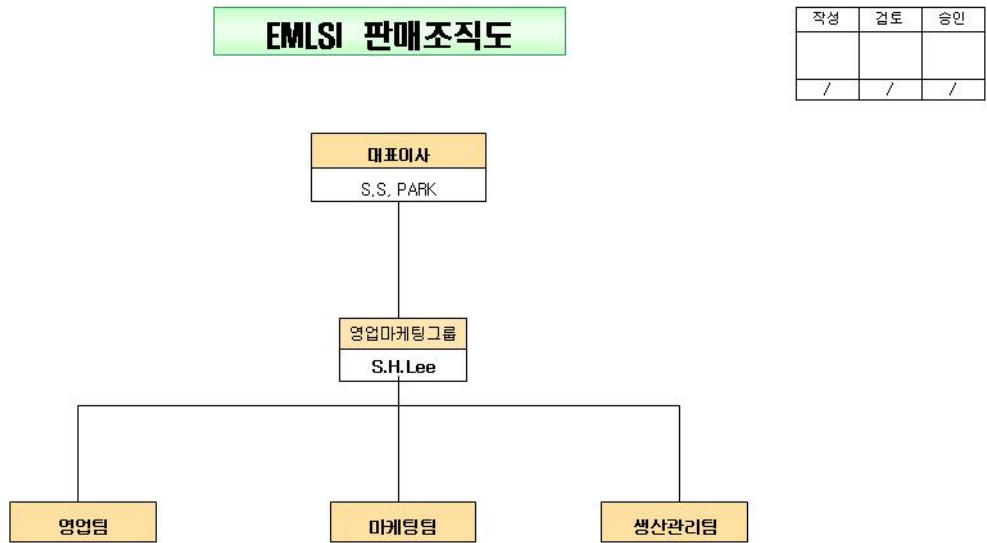 EMLSI 판매조직도
작성 검토 승인
/ / /
대표이사
S.S. PARK
영업마케팅그룹
S.H.Lee
영업팀 마케팅팀 생산관리팀